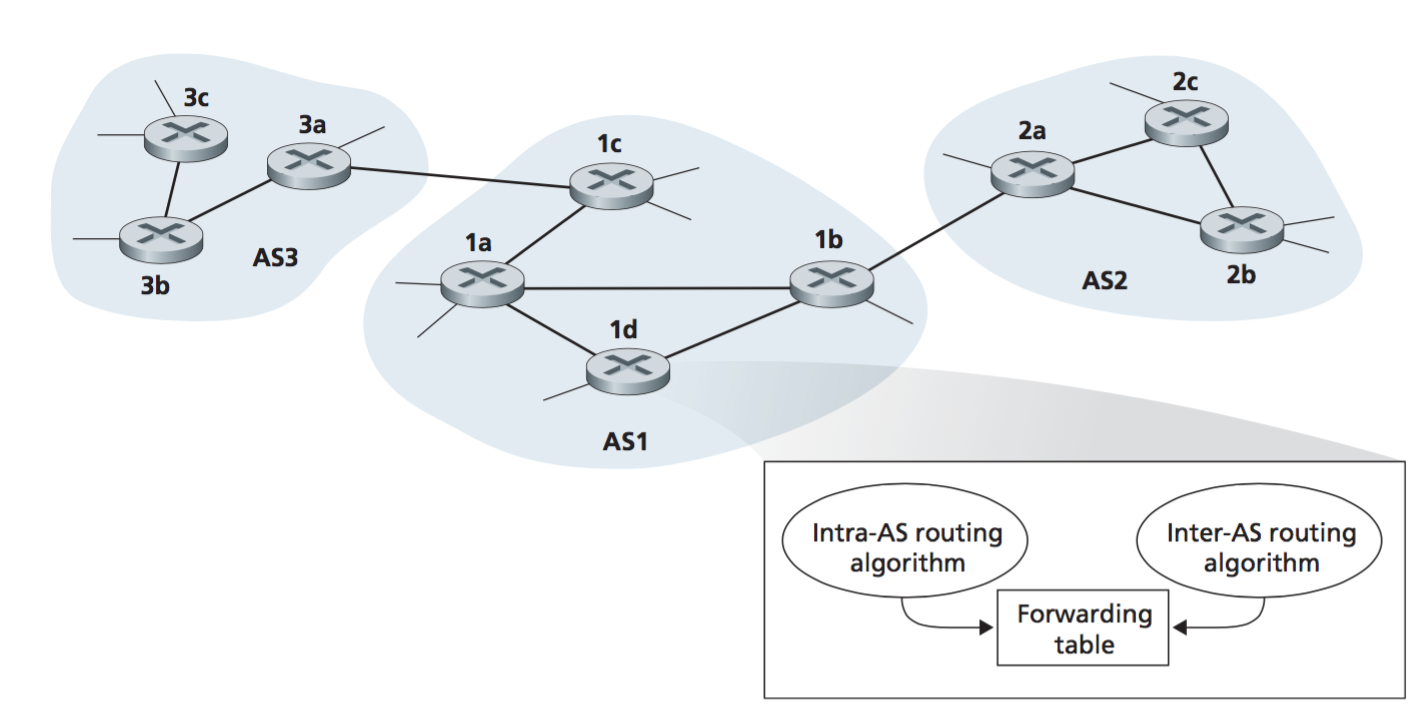 3c
3a
3b
AS3
1c
1a
1b
1d
AS1
2c
2a
2b
AS2
Intra-AS routing
algorithm
Inter-AS routing
algorithm
Forwarding
table